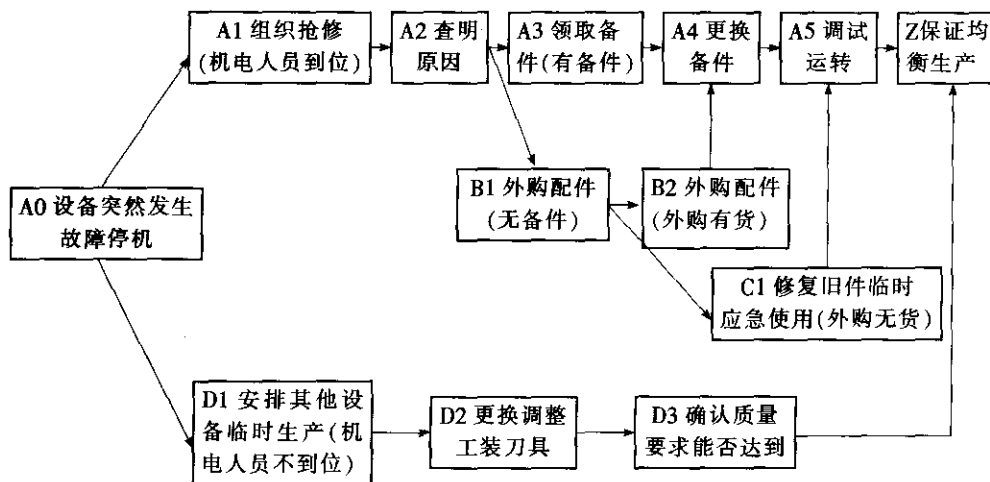 A1 组织抢修
(机电人员到位)
A2 查明
原因
A3 领取备
件(有备件)
A4 更换
备件
A5 调试
运转
Z保证均
衡生产
B1 外购配件
(无备件)
B2 外购配件
(外购有货)
A0 设备突然发生
故障停机
C1 修复旧件临时
应急使用(外购无货)
D1 安排其他设
备临时生产(机
电人员不到位)
D2 更换调整
工装刀具
D3 确认质量
要求能否达到